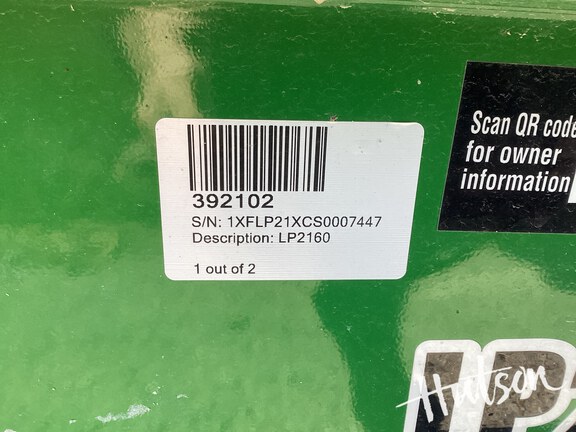 392102
S/N: 1XFLP21XCS0007447
Description: LP2160
1 out of 2
Scan QR code
for owner
information
Hutson